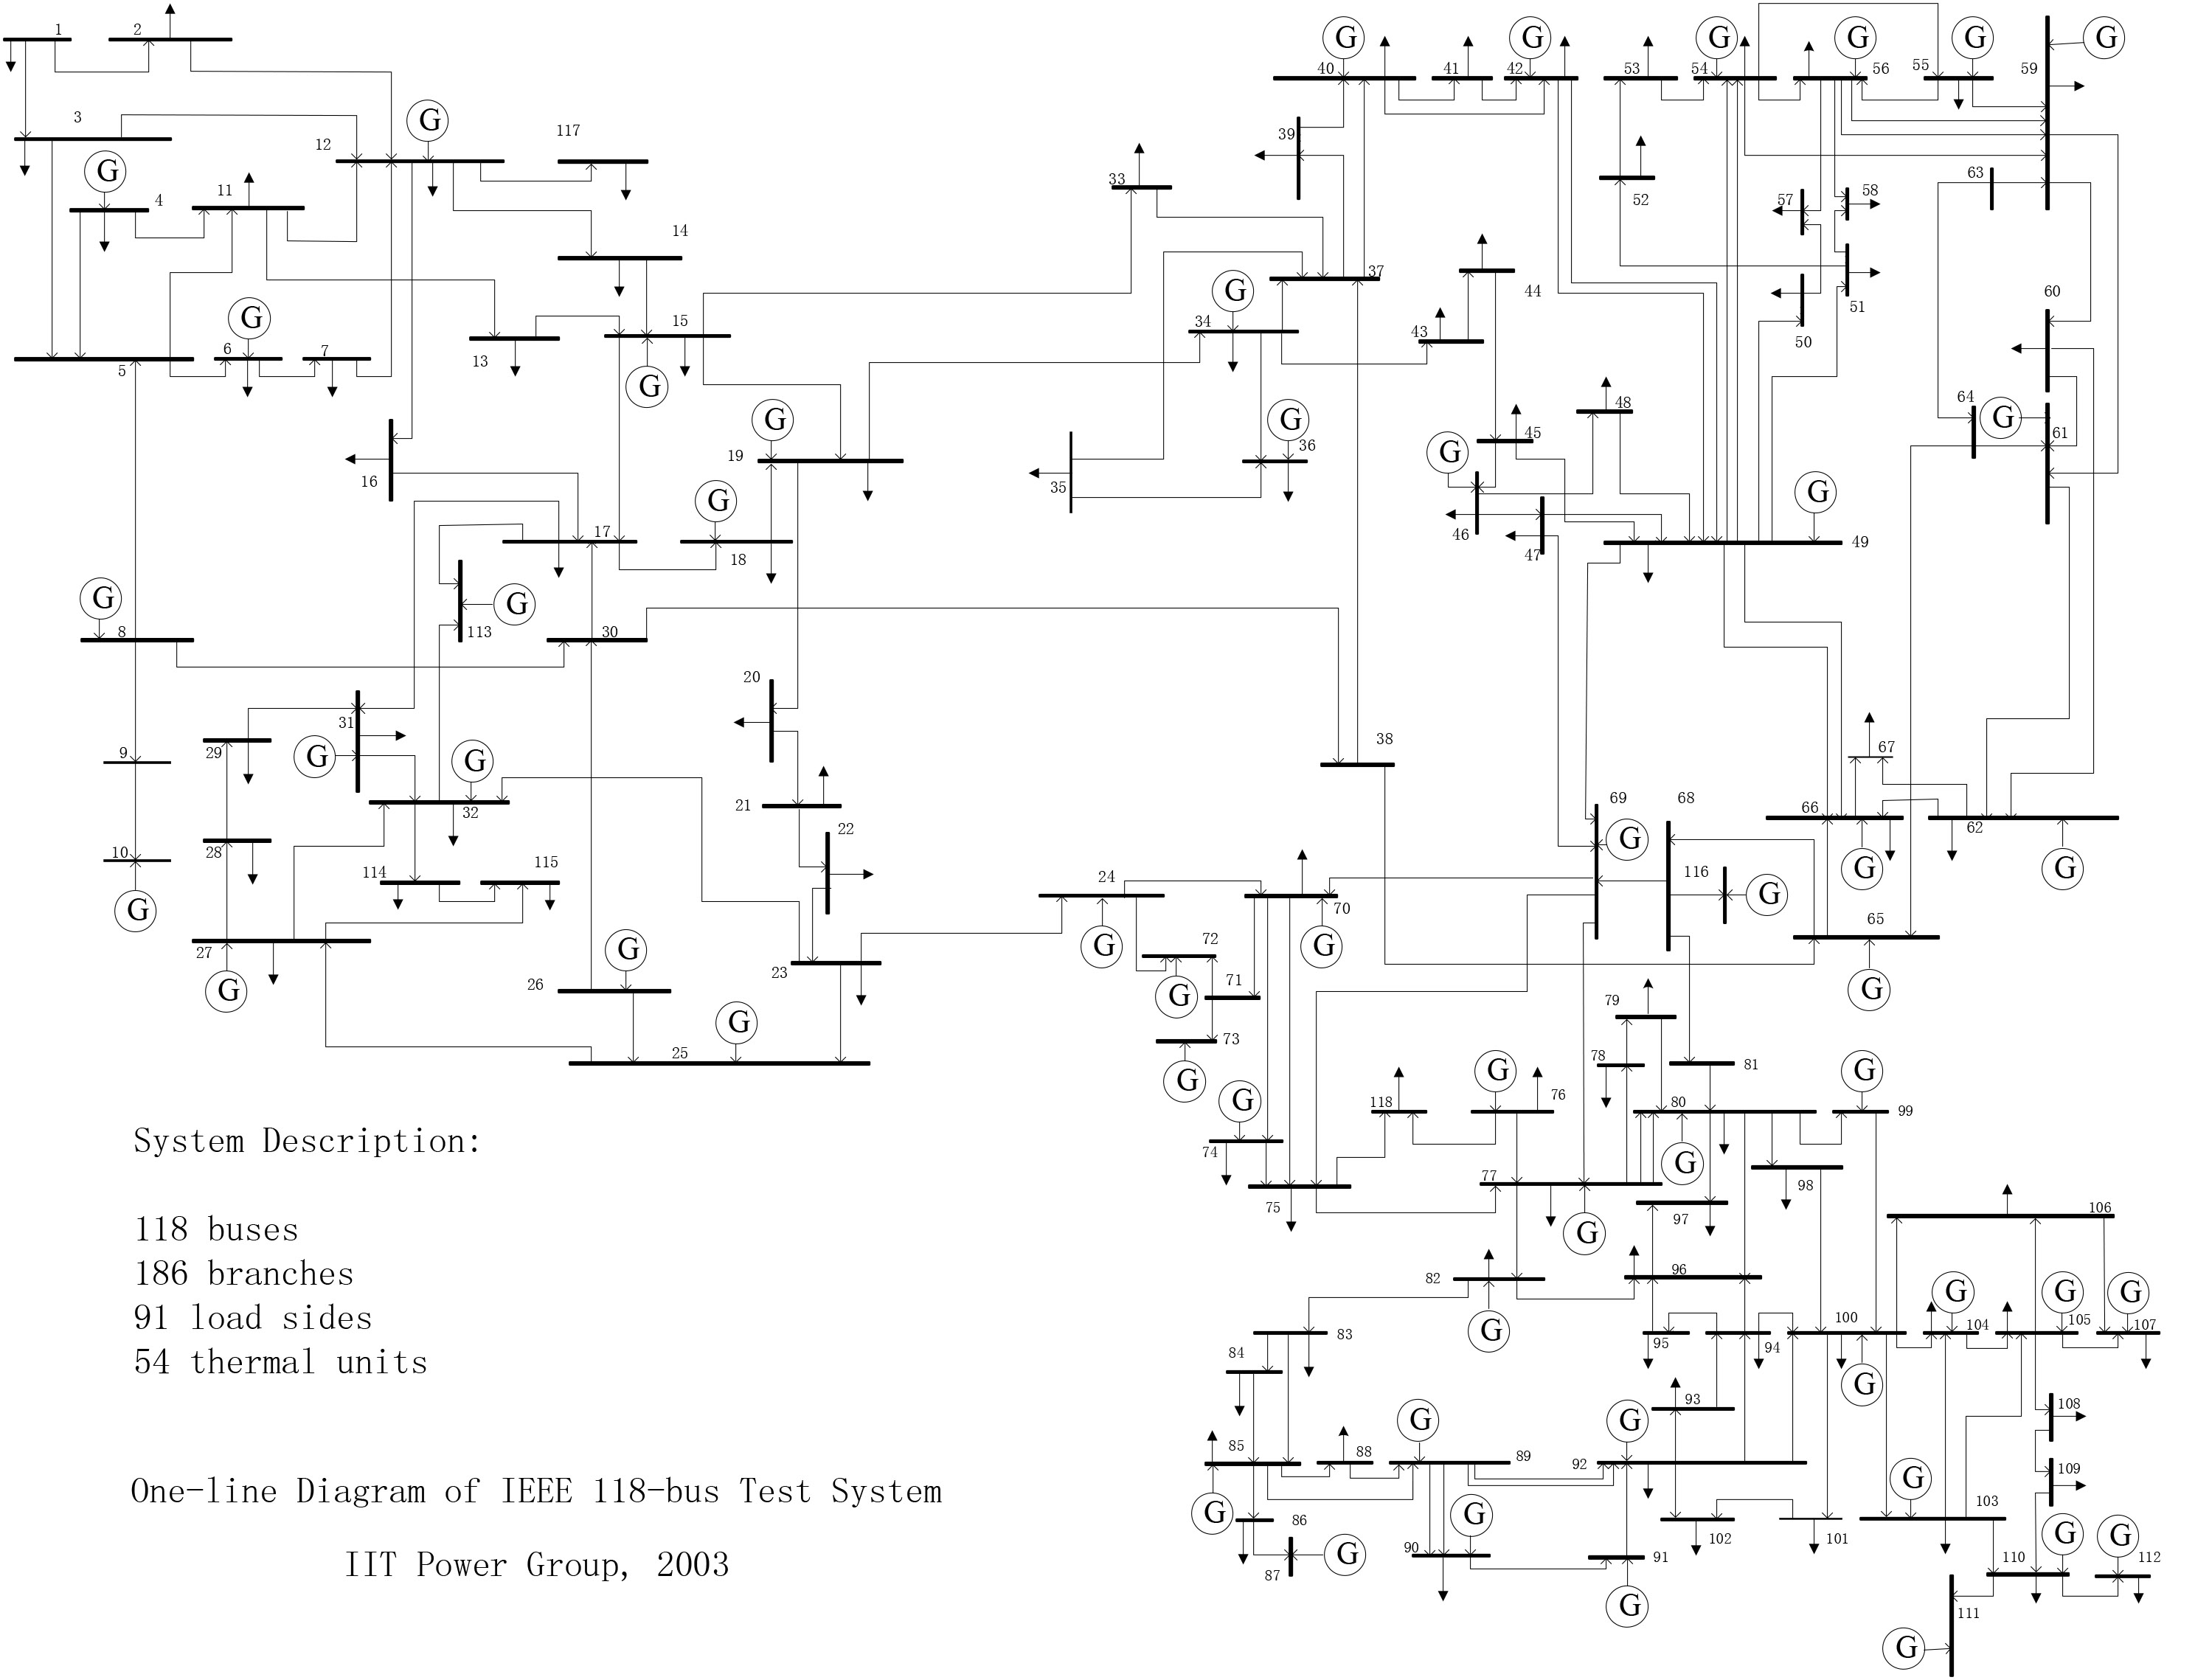 1
2
G
40
G
41
42
G
53
54
G
56
G
55
G
59
G
3
12
G
117
39
G
4
11
33
52
57
58
63
14
37
44
51
60
G
6
7
5
13
15
G
G
34
43
50
48
64
G
61
G
19
G
36
45
16
G
18
35
G
46
47
G
49
17
G
8
G
113
30
20
9
29
31
G
G
32
38
67
21
22
69
68
66
62
10
28
114
115
24
G
116
G
G
G
G
70
65
27
G
26
G
23
G
72
G
G
71
G
25
G
73
79
G
78
81
G
G
118
G
76
80
G
99
74
75
77
G
97
98
106
82
G
96
G
G
G
83
95
94
100
G
104
105
107
84
93
108
85
G
88
G
89
92
G
109
G
86
G
G
103
102
101
G
87
90
91
G
110
G
112
111
G
System Description:
118 buses
186 branches
91 load sides
54 thermal units
One-line Diagram of IEEE 118-bus Test System
IIT Power Group, 2003